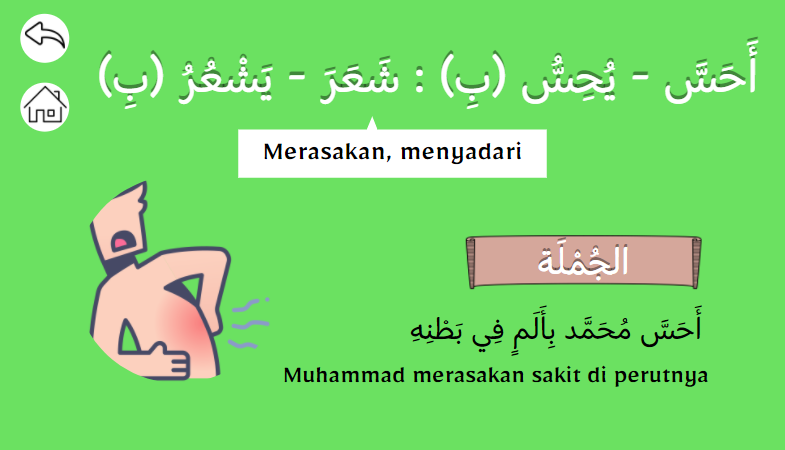 أَحَسَّ - يُحِسُّ (بِ) : شَعَرَ - يَشْعُرُ (بِ)
Merasakan, menyadari
الجُمْلَة
أَحَسَّ مُحَمَّد بِأَلَمٍ فِي بَطْنِهِ
Muhammad merasakan sakit di perutnya